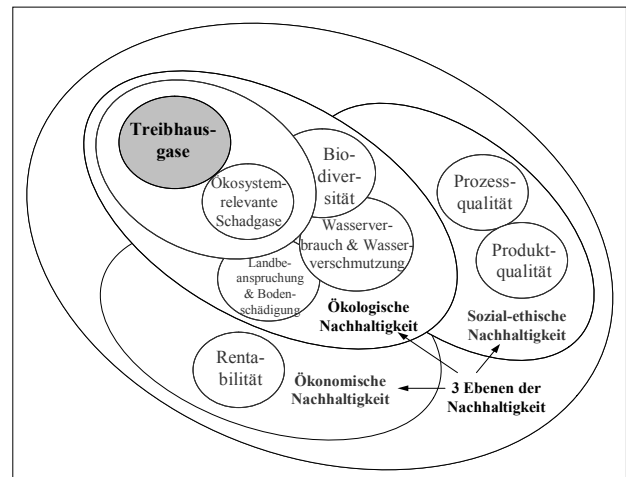 Treibhaus-
gase
Ökosystem-
relevante
Schadgase
Bio-
diver-
sität
Wasserver-
brauch & Wasser-
verschmutzung
Landbe-
anspruchung
& Boden-
schädigung
Ökologische
Nachhaltigkeit
Prozess-
qualität
Produkt-
qualität
Sozial-ethische
Nachhaltigkeit
Renta-
bilität
Ökonomische
Nachhaltigkeit
3 Ebenen der
Nachhaltigkeit